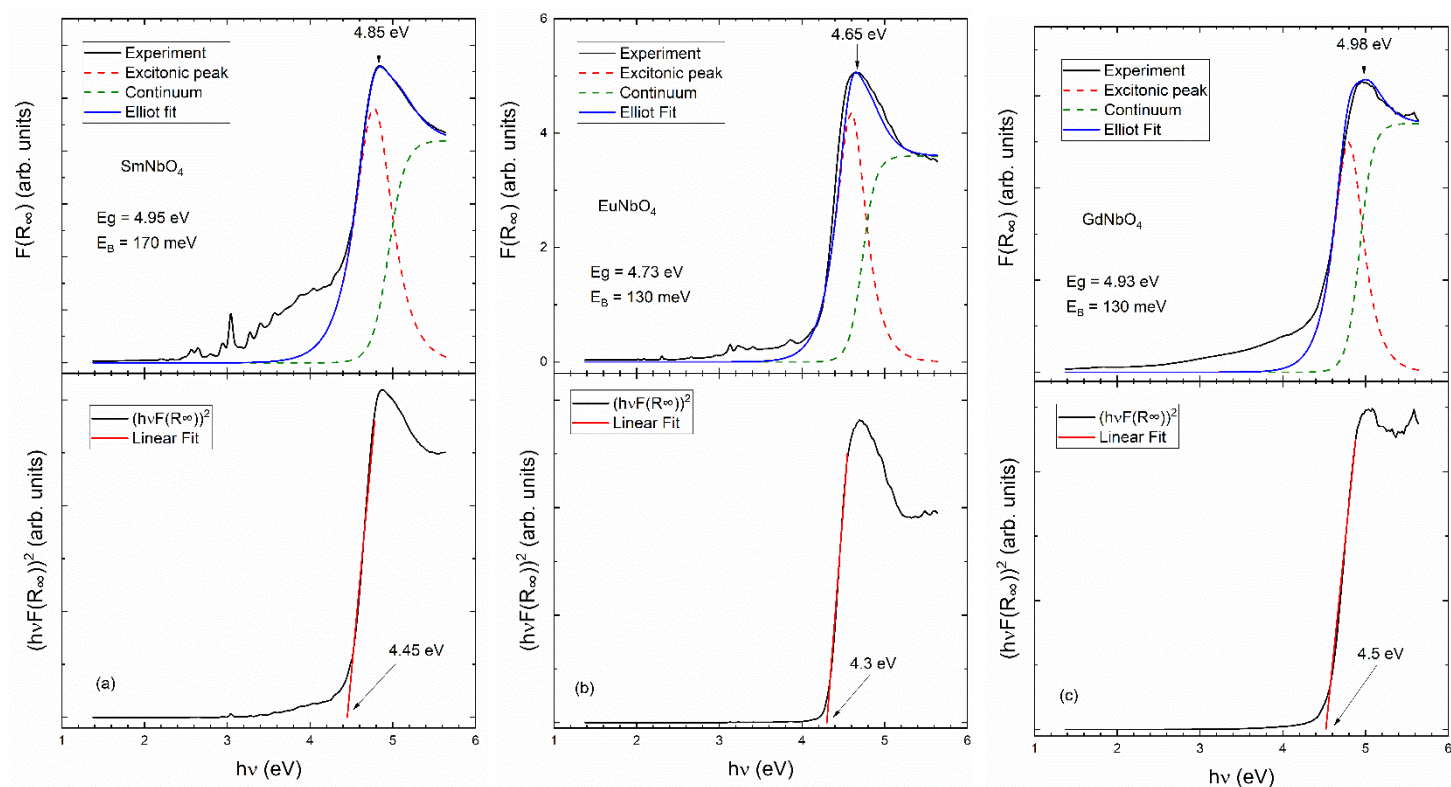 4.85 eV
Experiment
Excitonic peak
Continuum
Elliot fit
SmNbO₄
Eg = 4.95 eV
E_B = 170 meV
F(R∞) (arb. units)
(hνF(R∞))²
Linear Fit
4.45 eV
(a)
(hνF(R∞))² (arb. units)
1 2 3 4 5 6
hν (eV)
6
4
2
0
4.65 eV
Experiment
Excitonic peak
Continuum
Elliot Fit
EuNbO₄
Eg = 4.73 eV
E_B = 130 meV
F(R∞) (arb. units)
(hνF(R∞))²
Linear Fit
4.3 eV
(b)
(hνF(R∞))² (arb. units)
1 2 3 4 5 6
hν (eV)
4.98 eV
Experiment
Excitonic peak
Continuum
Elliot Fit
GdNbO₄
Eg = 4.93 eV
E_B = 130 meV
F(R∞) (arb. units)
(hνF(R∞))²
Linear Fit
4.5 eV
(c)
(hνF(R∞))² (arb. units)
1 2 3 4 5 6
hν (eV)